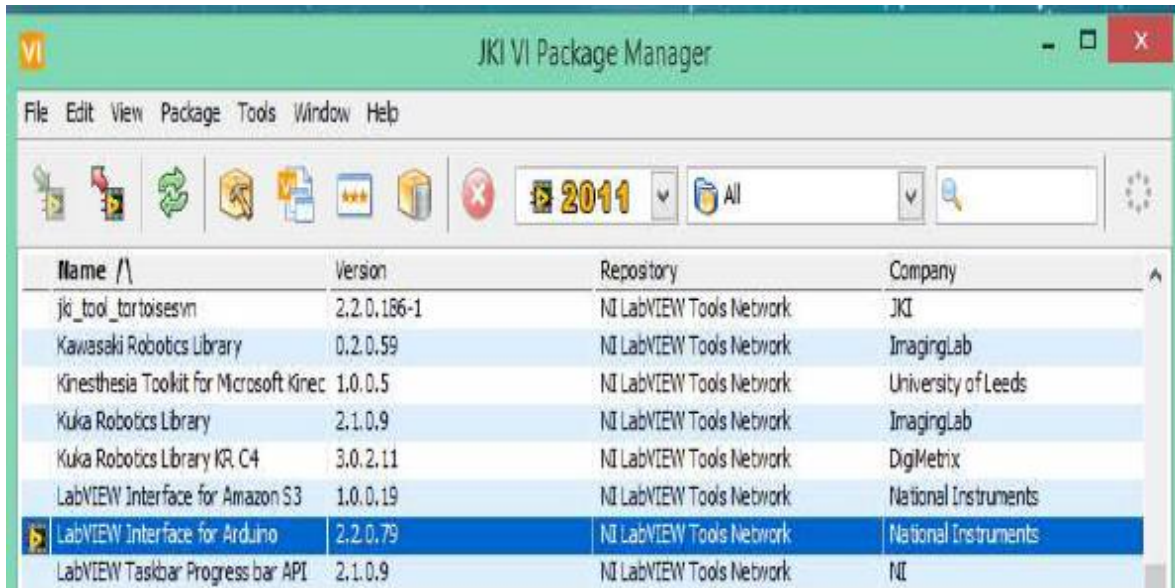 VI
JKI VI Package Manager
File Edit View Package Tools Window Help
2011 All
Name /\ Version Repository Company
jki_tool_tortoisesvn 2.2.0.186-1 NI LabVIEW Tools Network JKI
Kawasaki Robotics Library 0.2.0.59 NI LabVIEW Tools Network ImagingLab
Kinesthesia Toolkit for Microsoft Kinec 1.0.0.5 NI LabVIEW Tools Network University of Leeds
Kuka Robotics Library 2.1.0.9 NI LabVIEW Tools Network ImagingLab
Kuka Robotics Library KR C4 3.0.2.11 NI LabVIEW Tools Network DigiMetrix
LabVIEW Interface for Amazon S3 1.0.0.19 NI LabVIEW Tools Network National Instruments
LabVIEW Interface for Arduino 2.2.0.79 NI LabVIEW Tools Network National Instruments
LabVIEW Taskbar Progress bar API 2.1.0.9 NI LabVIEW Tools Network NI